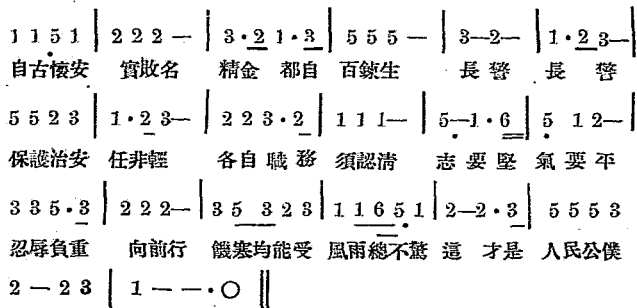 1 1 5 1 | 2 2 2 — | 3 · 2 1 · 3 | 5 5 5 — | 3—2— | 1 · 2 3—|
自古懷安 實敗名 精金 都自 百鍊生 長警 長警
5 5 2 3 | 1 · 2 3— | 2 2 3 · 2 | 1 1 1— | 5—1 · 6 | 5 1 2—|
保護治安 任非輕 各自職務 須認清 志要堅 氣要平
3 3 5 · 3 | 2 2 2— | 3 5 3 2 3 | 1 1 6 5 1 | 2—2 · 3 | 5 5 5 3
忍辱負重 向前行 饑寒均能受 風雨總不驚 這 才是 人民公僕
2 — 2 3 | 1 — — · ○ ‖